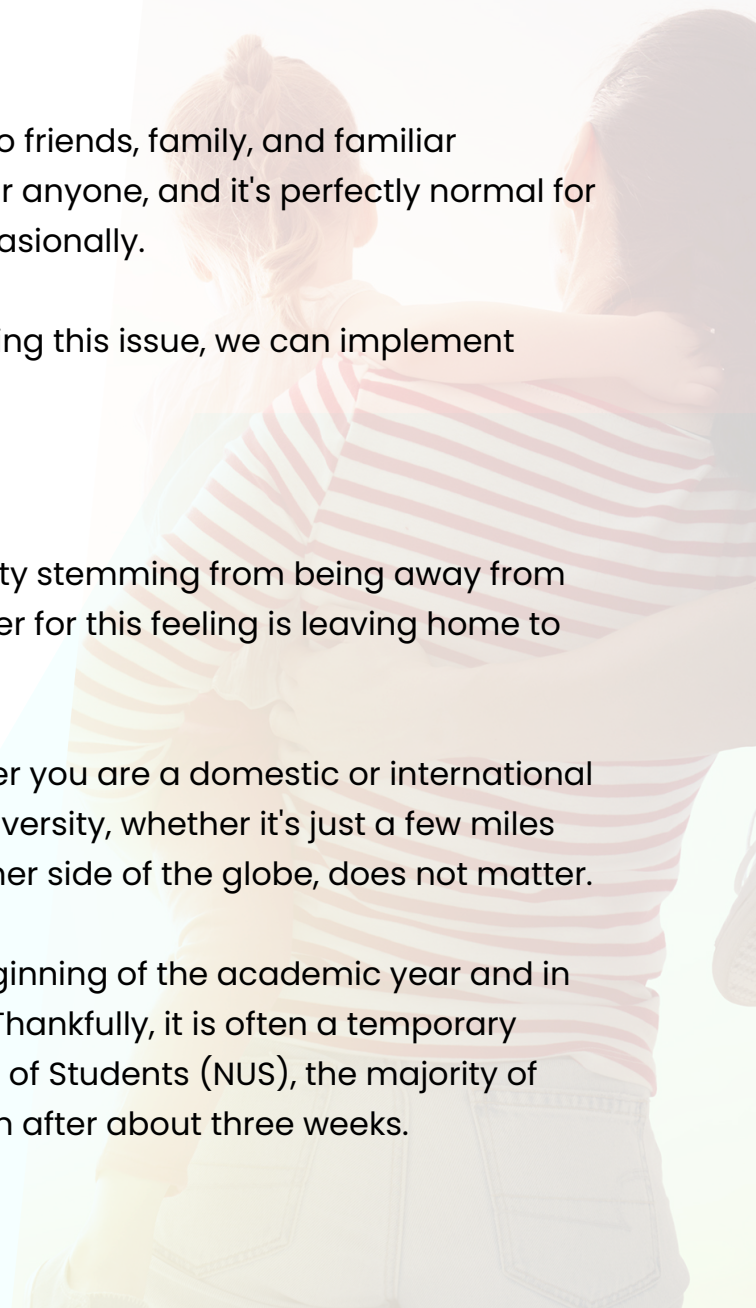 o friends, family, and familiar
r anyone, and it's perfectly normal for
asionally.
ing this issue, we can implement
ty stemming from being away from
er for this feeling is leaving home to
er you are a domestic or international
versity, whether it's just a few miles
her side of the globe, does not matter.
ginning of the academic year and in
Thankfully, it is often a temporary
of Students (NUS), the majority of
n after about three weeks.